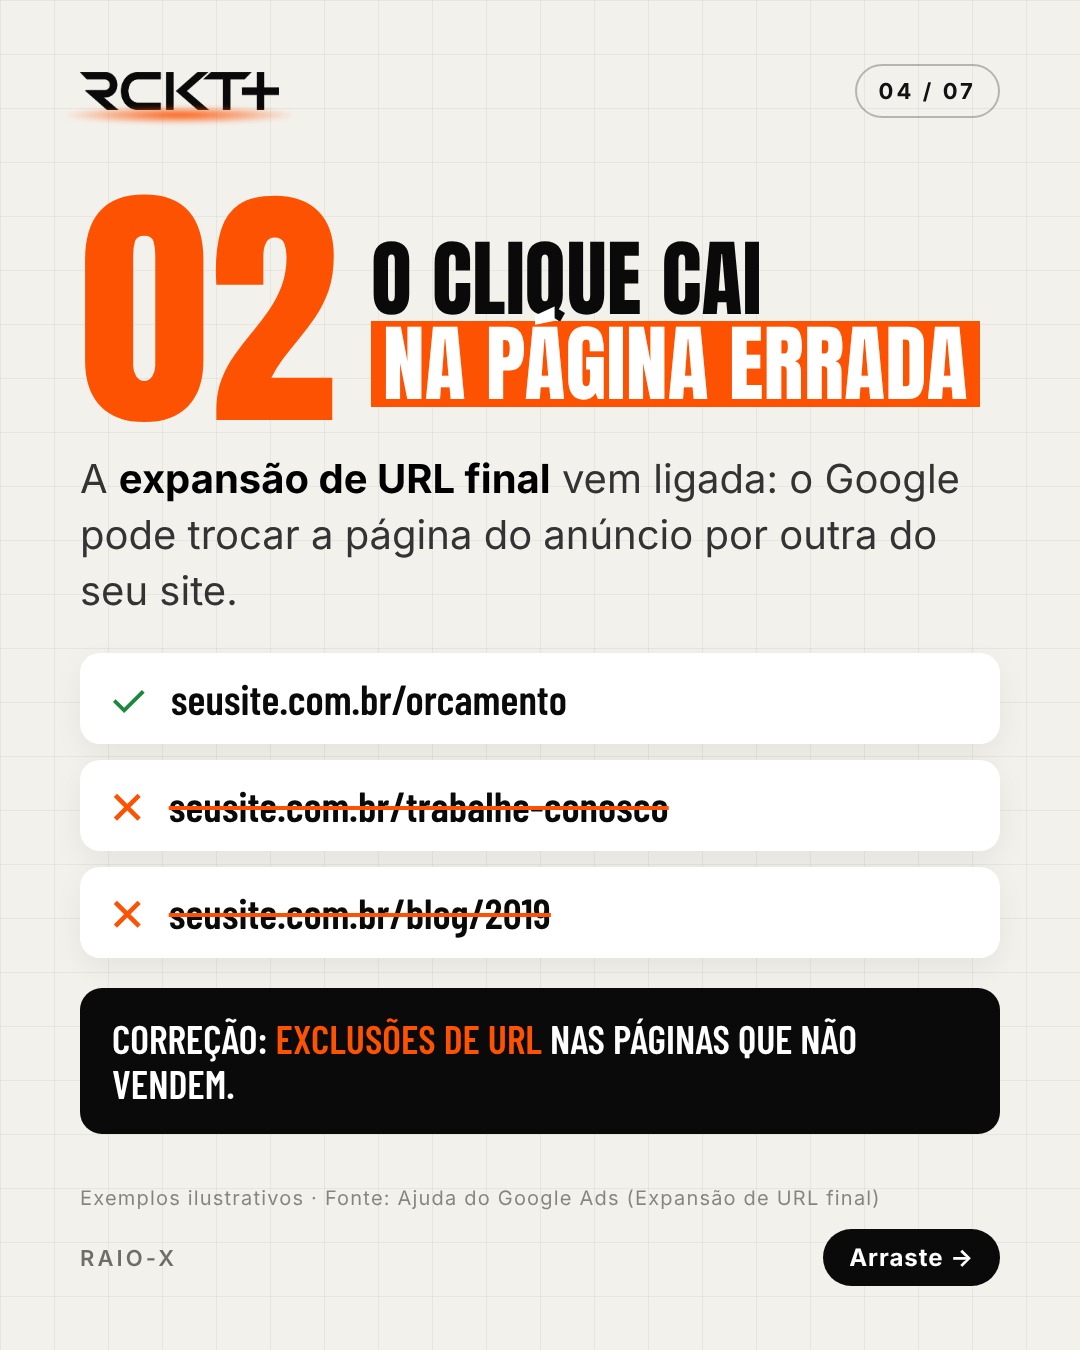 RCKT+
04 / 07
02
O CLIQUE CAI
NA PÁGINA ERRADA
A expansão de URL final vem ligada: o Google
pode trocar a página do anúncio por outra do
seu site.
seusite.com.br/orcamento
seusite.com.br/trabalhe-conosco
seusite.com.br/blog/2019
CORREÇÃO: EXCLUSÕES DE URL NAS PÁGINAS QUE NÃO
VENDEM.
Exemplos ilustrativos · Fonte: Ajuda do Google Ads (Expansão de URL final)
RAIO-X
Arraste →